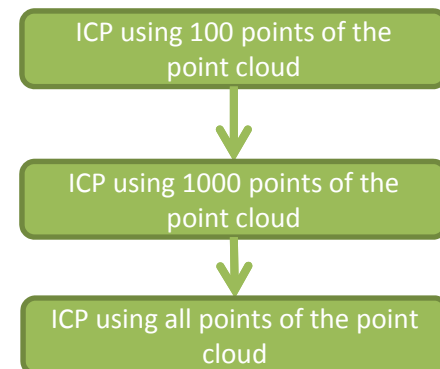 ICP using 100 points of the
point cloud
ICP using 1000 points of the
point cloud
ICP using all points of the point
cloud